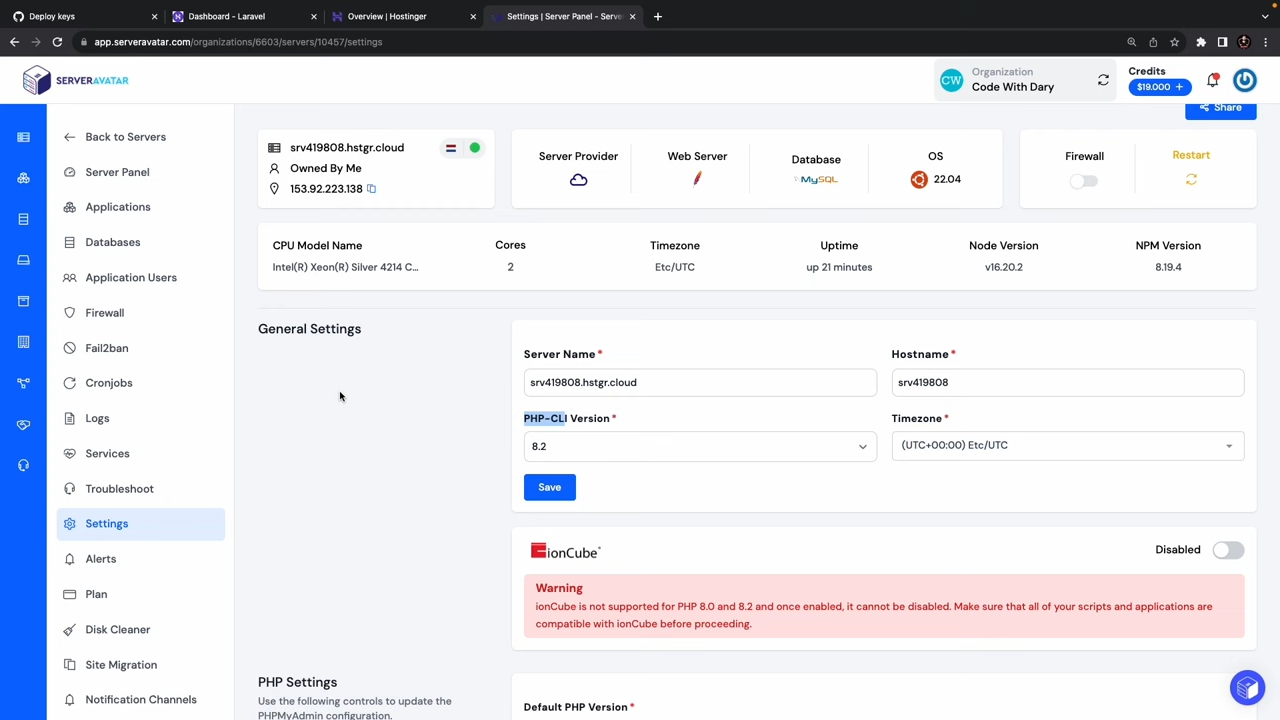 Deploy keys
Dashboard - Laravel
Overview | Hostinger
Settings | Server Panel - Serve
app.serveravatar.com/organizations/6603/servers/10457/settings
SERVERAVATAR
CW
Organization
Code With Dary
Credits
$19.000 +
Share
Back to Servers
Server Panel
Applications
Databases
Application Users
Firewall
Fail2ban
Cronjobs
Logs
Services
Troubleshoot
Settings
Alerts
Plan
Disk Cleaner
Site Migration
Notification Channels
srv419808.hstgr.cloud
Owned By Me
153.92.223.138
Server Provider
Web Server
Database
MySQL
OS
22.04
Firewall
Restart
CPU Model Name
Cores
Timezone
Uptime
Node Version
NPM Version
Intel(R) Xeon(R) Silver 4214 C...
2
Etc/UTC
up 21 minutes
v16.20.2
8.19.4
General Settings
Server Name*
Hostname*
srv419808.hstgr.cloud
srv419808
PHP-CLI Version*
Timezone*
8.2
(UTC+00:00) Etc/UTC
Save
ionCube
Disabled
Warning
ionCube is not supported for PHP 8.0 and 8.2 and once enabled, it cannot be disabled. Make sure that all of your scripts and applications are
compatible with ionCube before proceeding.
PHP Settings
Use the following controls to update the
PHPMyAdmin configuration.
Default PHP Version*